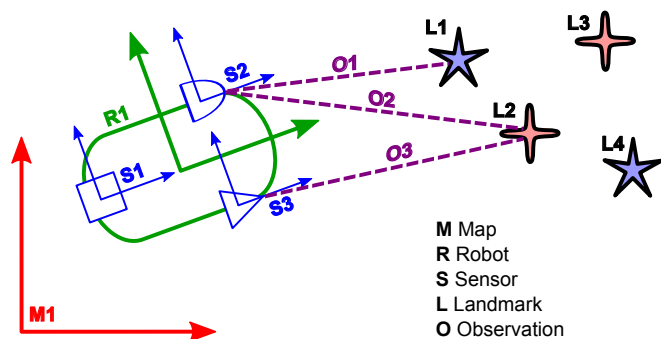 L3
L1
S2
O1
R1
O2
L2
L4
O3
S1
S3
M Map
R Robot
S Sensor
L Landmark
M1
O Observation